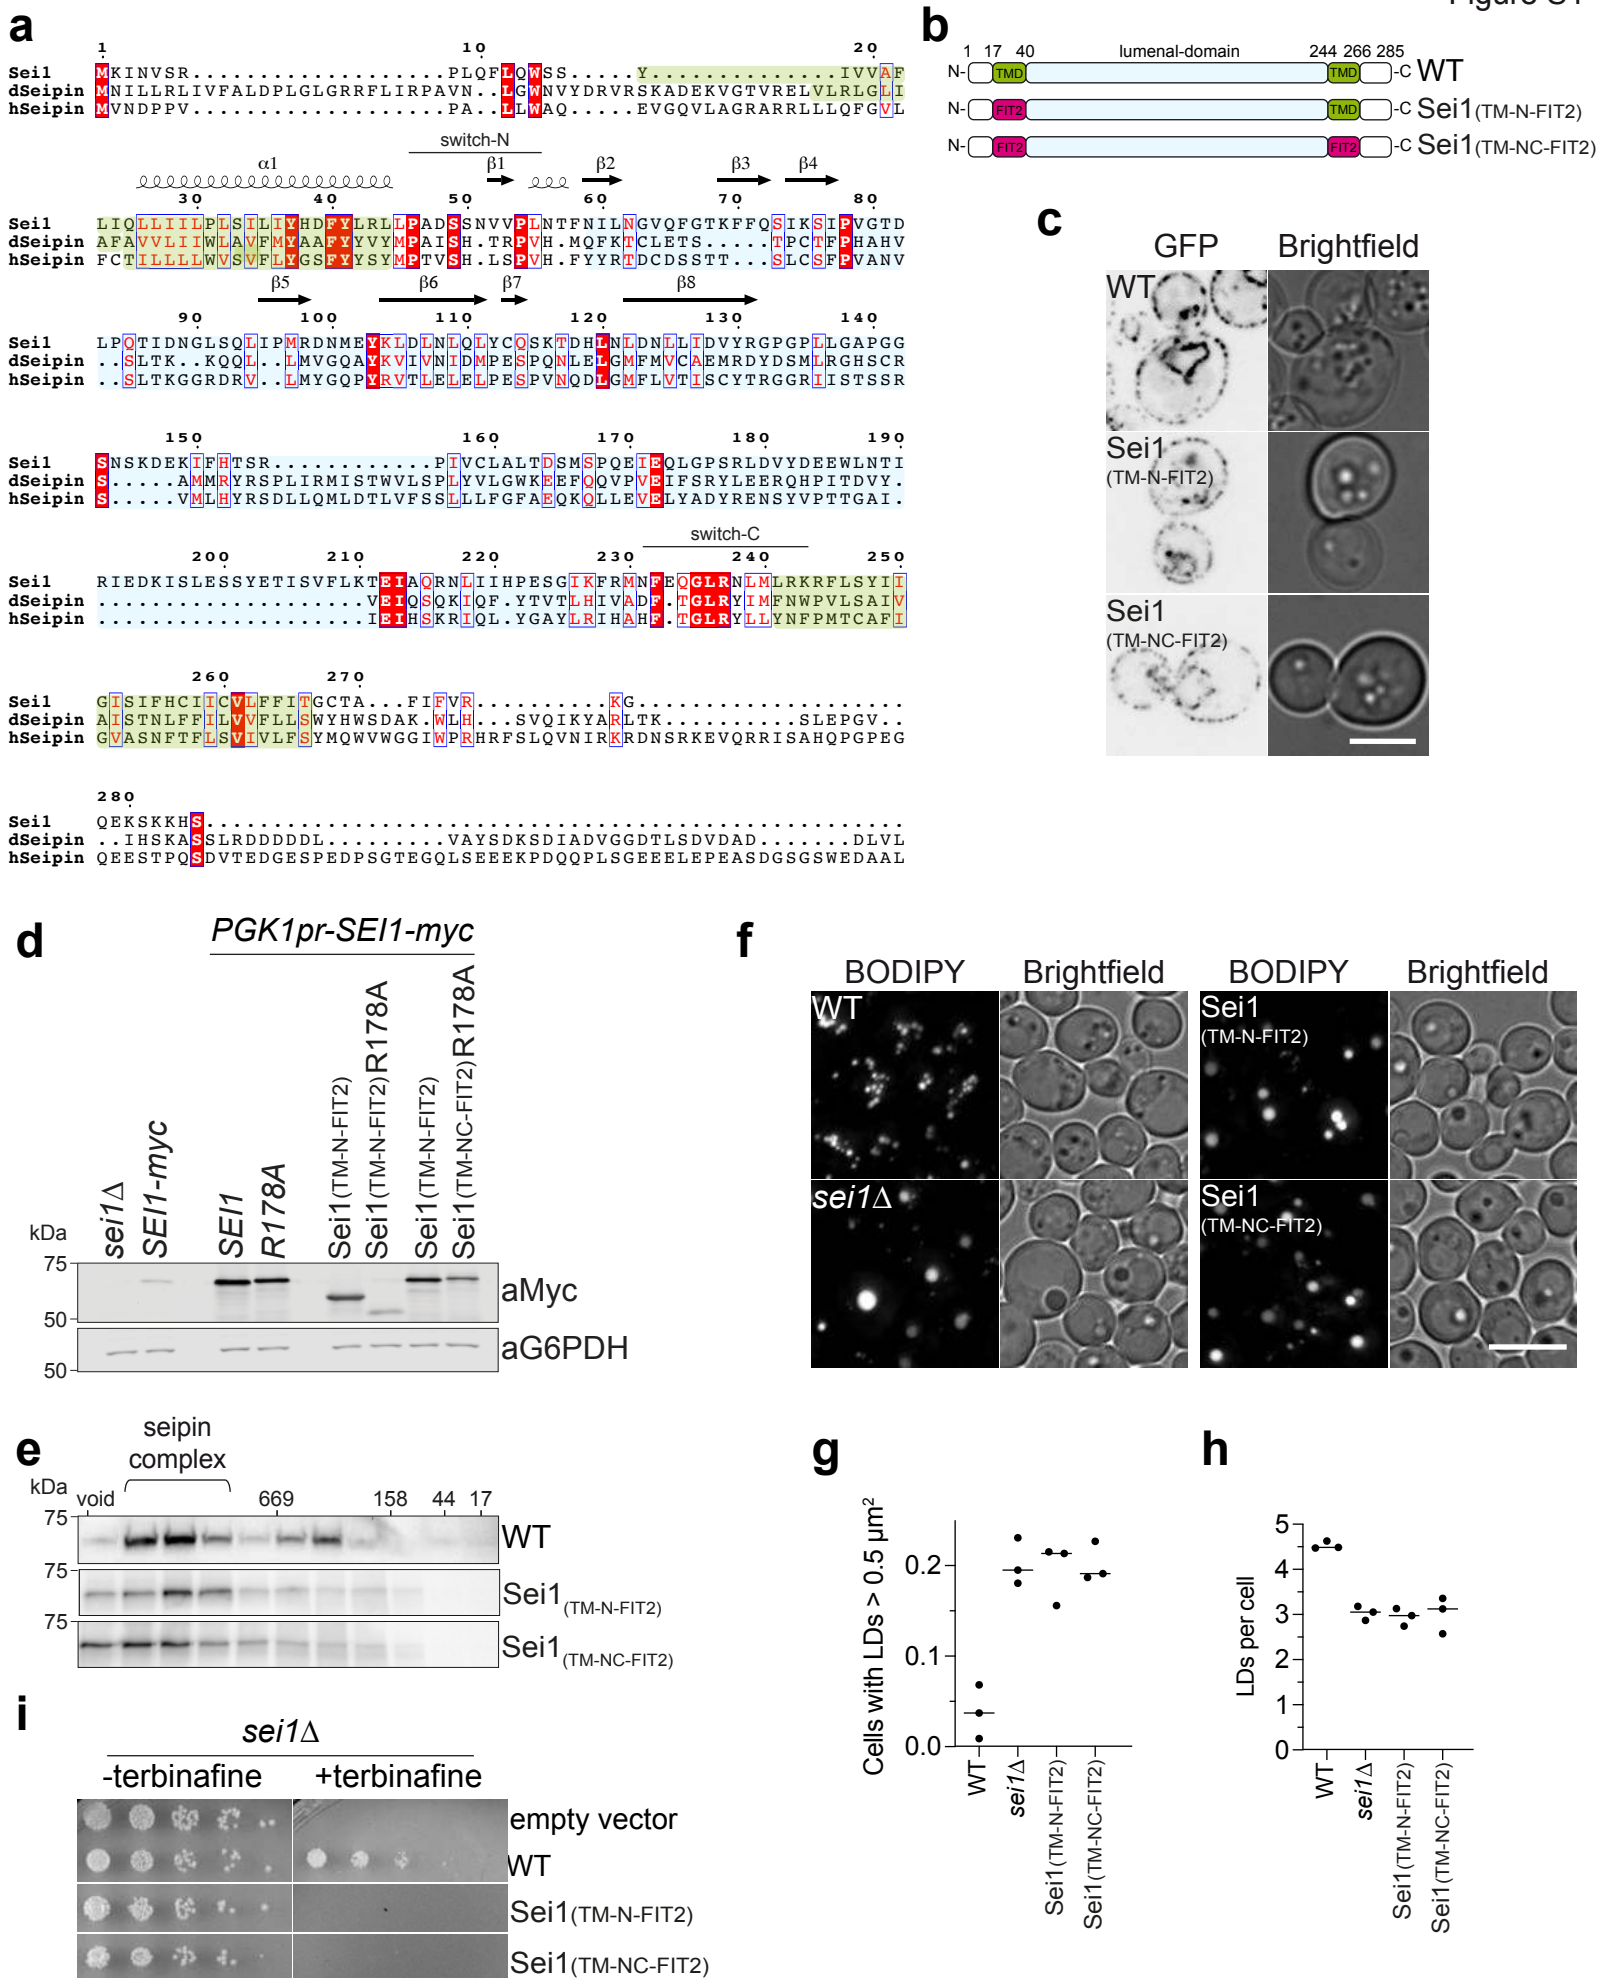 a
1 10 20
Sei1 MKINVSR....................PLQFLQWSS......Y................IVVAF
dSeipin MNILLRLIVFALDPLGLGRRFLIRPAVN..LGWNVYDRVRSKADEKVGTVRELVLRLGLI
hSeipin MVNDPPV....................PA.LLWAQ......EVGQVLAGRARRLLLQFGVL
switch-N
α1 β1 β2 β3 β4
30 40 50 60 70 80
Sei1 LIQLLIILPLSILIYHDFYLRLLPADSSNVVPLNTFNILNGVQFGTKFFQSIKSIPVGTD
dSeipin AFAVVLIILWLAVFMYAAFYYVYMPAISH.TRPVH.MQFKTCLETS.....TPCTFPHAHV
hSeipin FCTILLLLWVSVFLYGSFYYSYMPTVSH.LSPVH.FYYRTDCDSSTT...SLCSFPVANV
β5 β6 β7 β8
90 100 110 120 130 140
Sei1 LPQTIDNGLSQLIPMRDNMEYKLDLNLQLYCQSKTDHLNLDNLLIDVYRGPGPLLGAPGG
dSeipin ..SLTK..KQQL..LMVGQAYKVIVNIDMPESPQNLELGMFMVCAEMRDYDSMLRGHSCR
hSeipin ..SLTKGGRDRV..LMYGQPYRVTLELELPESPVNQDLGMFLVTISCYTRGGRIISTSSR
150 160 170 180 190
Sei1 SNSKDEKIFHTSR............PIVCLALTDSMSPQEIEQLGPSRLDVYDEEWLNTI
dSeipin S.....AMMRYRSPLIRMISTWVLSPLYVLGWKEEFQQVPVEIFSRYLEERQHPITDVY.
hSeipin S.....VMLHYRSDLLQMLDTLVFSSLLLFGFAEQKQLLEVELYADYRENSYVPTTGAI.
switch-C
200 210 220 230 240 250
Sei1 RIEDKISLESSYETISVFLKTEIAQRNLIIHPESGIKFRMNFEQGLRNLMLRKRFLSYII
dSeipin ....................VEIQSQKIQF.YTVTLHIVADF.TGLRYIMFNWPVLSAIV
hSeipin ....................IEIHSKRIQL.YGAYLRIHAHF.TGLRYLLYNFPMTCAFI
260 270
Sei1 GISIFHCIICVLFFITGCTA...FIFVR..........KG....................
dSeipin AISTNLFFILVVFLLSWYHWSDAK.WLH...SVQIKYARLTK..........SLEPGV..
hSeipin GVASNFTFLSVIVLFSYMQWVWGGIWPRHRFSLQVNIRKRDNSRKEVQRRISAHQPGPEG
280
Sei1 QEKSKKHS....................................................
dSeipin ..IHSKASSLRDDDDDL.........VAYSDKSDIADVGGDTLSDVDAD.......DLVL
hSeipin QEESTPQSDVTEDGESPEDPSGTEGQLSEEEKPDQQPLSGEEELEPEASDGSGSWEDAAL
b
1 17 40 lumenal-domain 244 266 285
N- TMD TMD -C WT
N- FIT2 TMD -C Sei1(TM-N-FIT2)
N- FIT2 FIT2 -C Sei1(TM-NC-FIT2)
c
GFP Brightfield
WT
Sei1
(TM-N-FIT2)
Sei1
(TM-NC-FIT2)
d
PGK1pr-SEI1-myc
sei1Δ
SEI1-myc
SEI1
R178A
Sei1(TM-N-FIT2)
Sei1(TM-N-FIT2)R178A
Sei1(TM-N-FIT2)
Sei1(TM-NC-FIT2)R178A
kDa
75
50
aMyc
50
aG6PDH
e
seipin
complex
kDa
void 669 158 44 17
75
WT
75
Sei1(TM-N-FIT2)
75
Sei1(TM-NC-FIT2)
f
BODIPY Brightfield BODIPY Brightfield
WT
Sei1
(TM-N-FIT2)
sei1Δ
Sei1
(TM-NC-FIT2)
g
Cells with LDs > 0.5 µm²
0.2
0.1
0.0
WT
sei1Δ
Sei1(TM-N-FIT2)
Sei1(TM-NC-FIT2)
h
LDs per cell
5
4
3
2
1
0
WT
sei1Δ
Sei1(TM-N-FIT2)
Sei1(TM-NC-FIT2)
i
sei1Δ
-terbinafine +terbinafine
empty vector
WT
Sei1(TM-N-FIT2)
Sei1(TM-NC-FIT2)